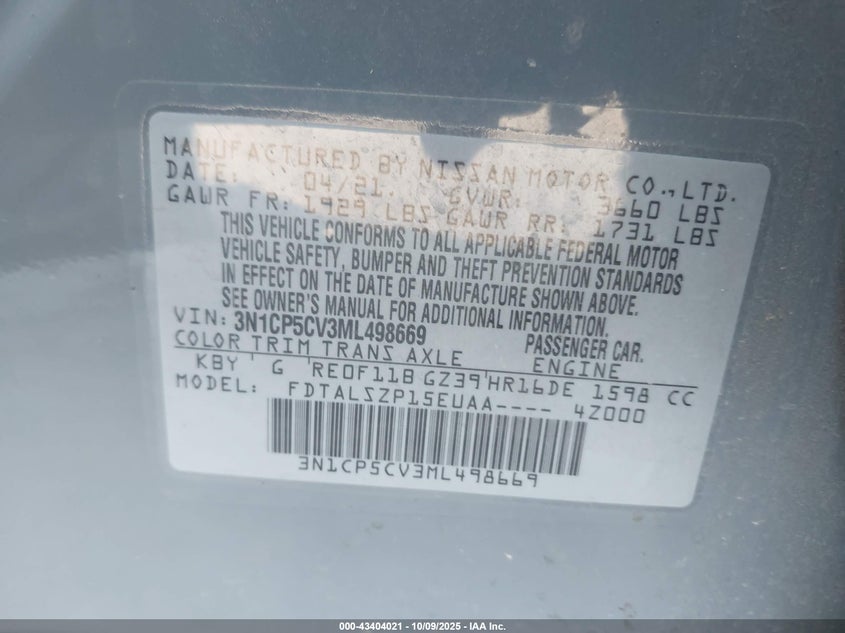 MANUFACTURED BY NISSAN MOTOR CO., LTD.
DATE: 04/21. GVWR: 3660 LBS
GAWR FR: 1929 LBS GAWR RR: 1731 LBS
THIS VEHICLE CONFORMS TO ALL APPLICABLE FEDERAL MOTOR
VEHICLE SAFETY, BUMPER AND THEFT PREVENTION STANDARDS
IN EFFECT ON THE DATE OF MANUFACTURE SHOWN ABOVE.
SEE OWNER'S MANUAL FOR ADDITIONAL INFORMATION.
VIN: 3N1CP5CV3ML498669 PASSENGER CAR.
COLOR TRIM TRANS AXLE ENGINE
KBY G RE0F11B GZ39 HR16DE 1598 CC
MODEL: FDTALSZP15EUAA---- 4Z000
3N1CP5CV3ML498669
000-43404021 - 10/09/2025 - IAA Inc.